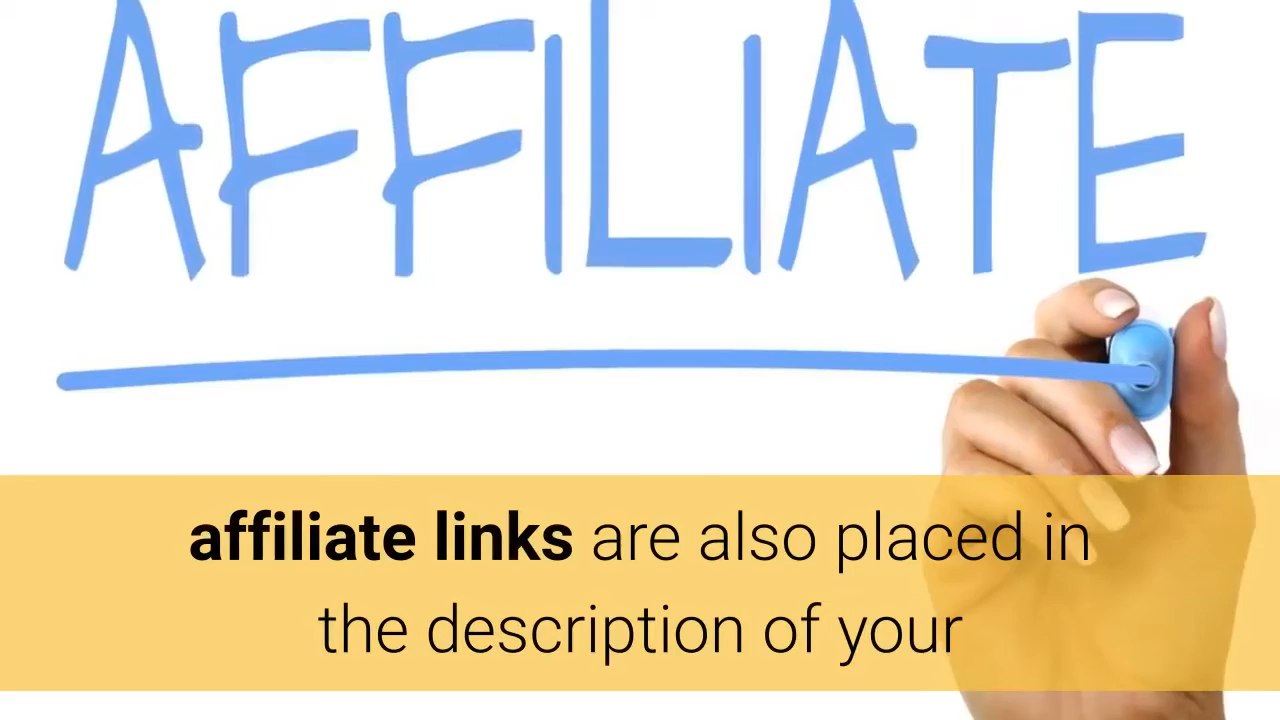 AFFILIATE
affiliate links are also placed in
the description of your